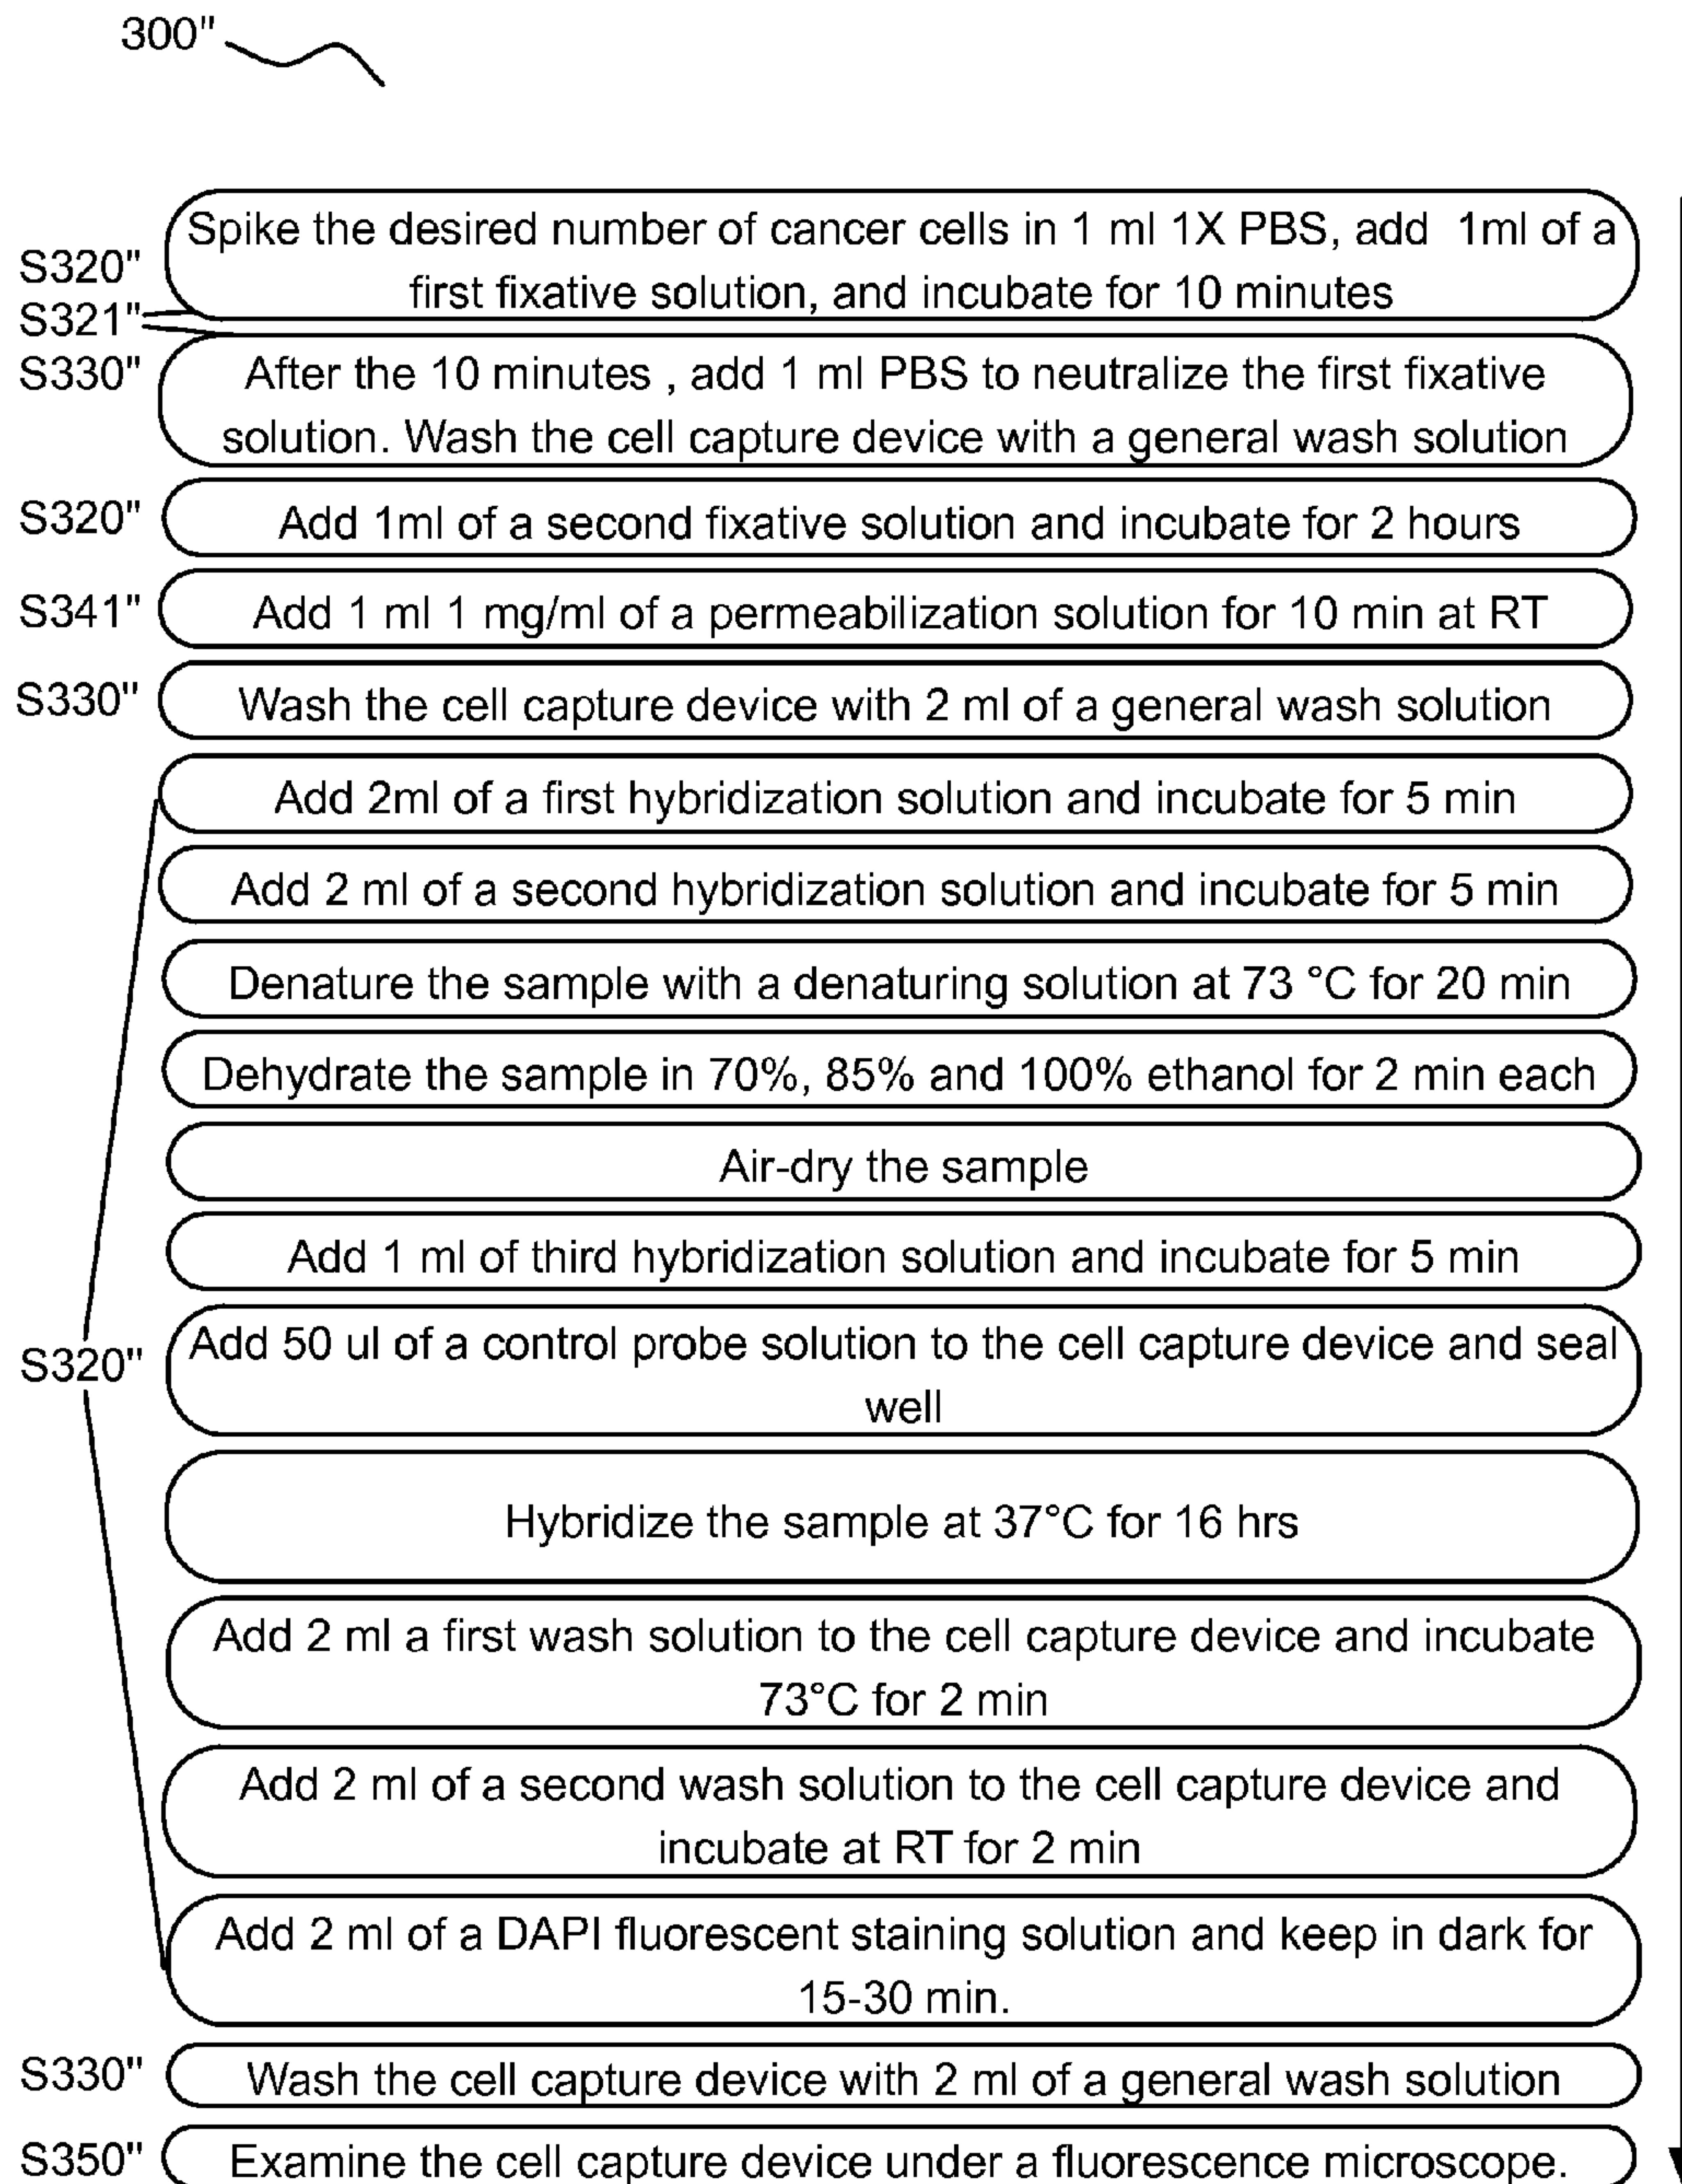 300"
S320"
Spike the desired number of cancer cells in 1 ml 1X PBS, add 1ml of a
first fixative solution, and incubate for 10 minutes
S321"
S330"
After the 10 minutes , add 1 ml PBS to neutralize the first fixative
solution. Wash the cell capture device with a general wash solution
S320"
Add 1ml of a second fixative solution and incubate for 2 hours
S341"
Add 1 ml 1 mg/ml of a permeabilization solution for 10 min at RT
S330"
Wash the cell capture device with 2 ml of a general wash solution
Add 2ml of a first hybridization solution and incubate for 5 min
Add 2 ml of a second hybridization solution and incubate for 5 min
Denature the sample with a denaturing solution at 73 °C for 20 min
Dehydrate the sample in 70%, 85% and 100% ethanol for 2 min each
Air-dry the sample
Add 1 ml of third hybridization solution and incubate for 5 min
S320"
Add 50 ul of a control probe solution to the cell capture device and seal
well
Hybridize the sample at 37°C for 16 hrs
Add 2 ml a first wash solution to the cell capture device and incubate
73°C for 2 min
Add 2 ml of a second wash solution to the cell capture device and
incubate at RT for 2 min
Add 2 ml of a DAPI fluorescent staining solution and keep in dark for
15-30 min.
S330"
Wash the cell capture device with 2 ml of a general wash solution
S350"
Examine the cell capture device under a fluorescence microscope.